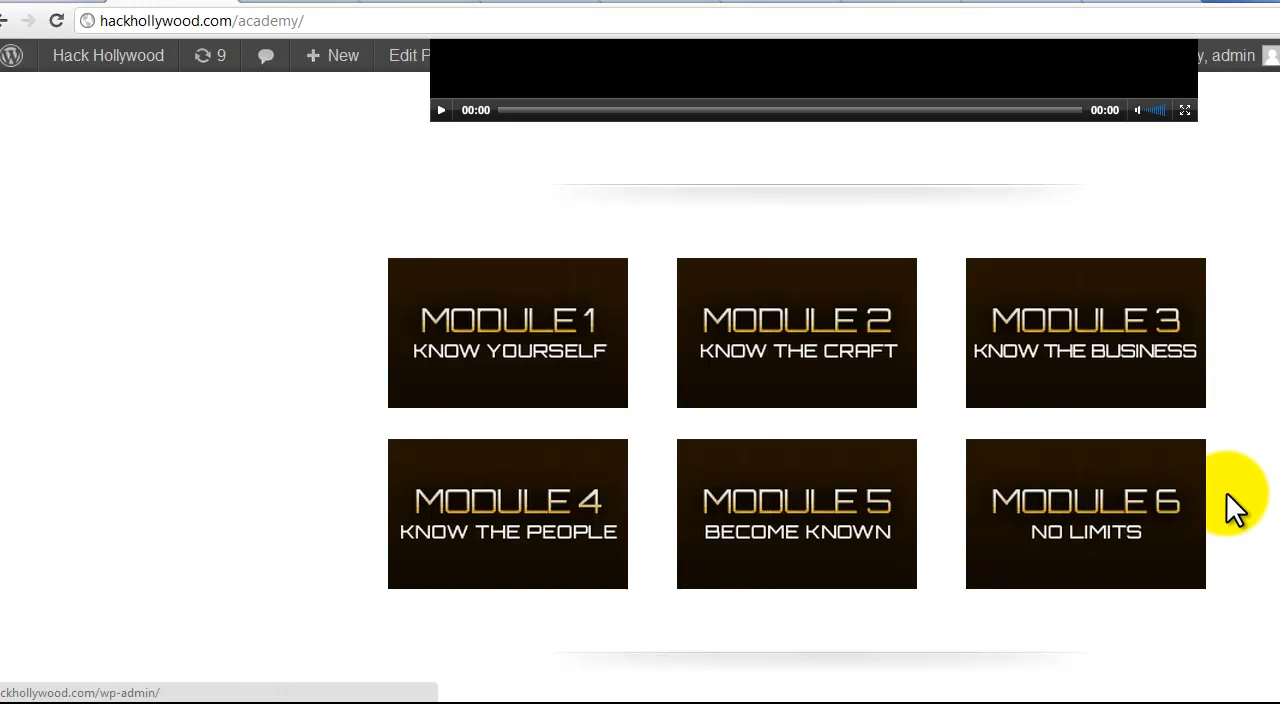 hackhollywood.com/academy/
Hack Hollywood 9 New Edit P y, admin
00:00 00:00
MODULE 1
KNOW YOURSELF
MODULE 2
KNOW THE CRAFT
MODULE 3
KNOW THE BUSINESS
MODULE 4
KNOW THE PEOPLE
MODULE 5
BECOME KNOWN
MODULE 6
NO LIMITS
ckhollywood.com/wp-admin/